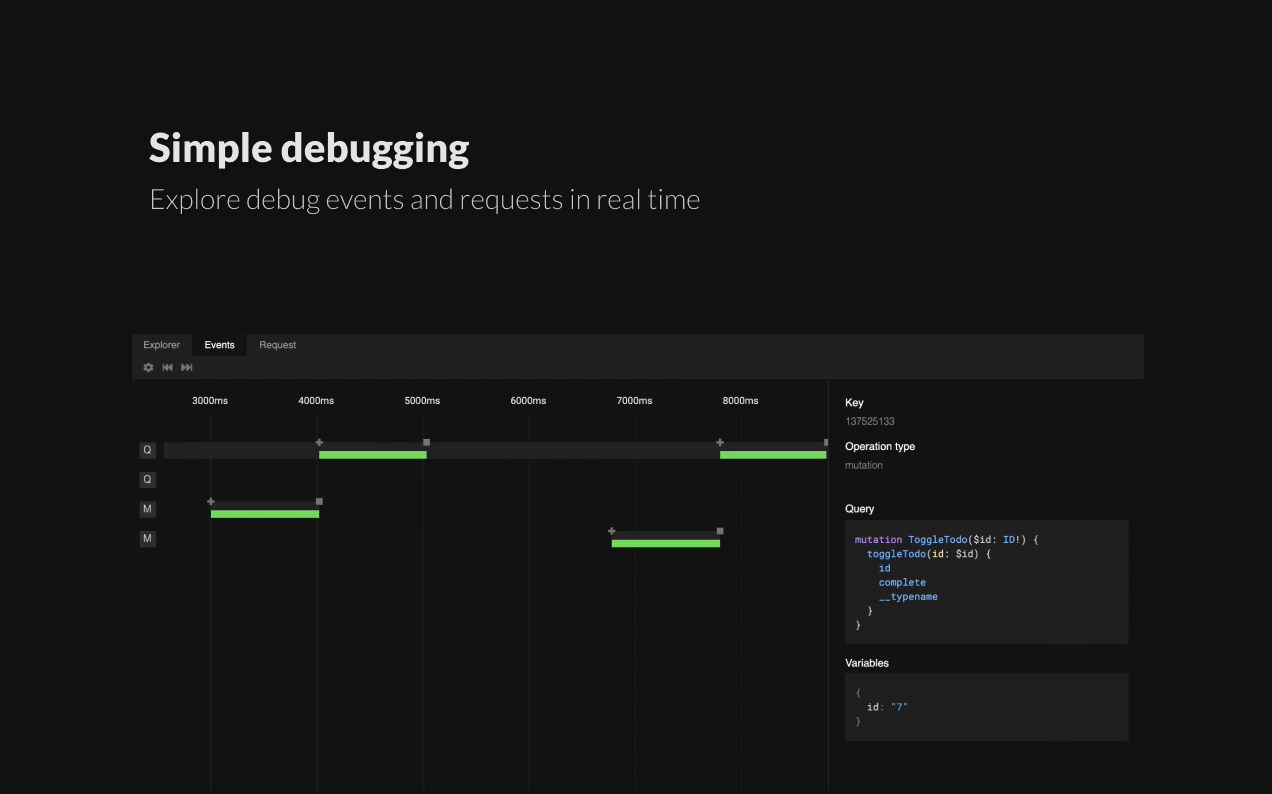 Simple debugging
Explore debug events and requests in real time
Explorer Events Request
3000ms 4000ms 5000ms 6000ms 7000ms 8000ms
Q
Q
M
M
Key
137525133
Operation type
mutation
Query
mutation ToggleTodo($id: ID!) {
  toggleTodo(id: $id) {
    id
    complete
    __typename
  }
}
Variables
{
  id: "7"
}